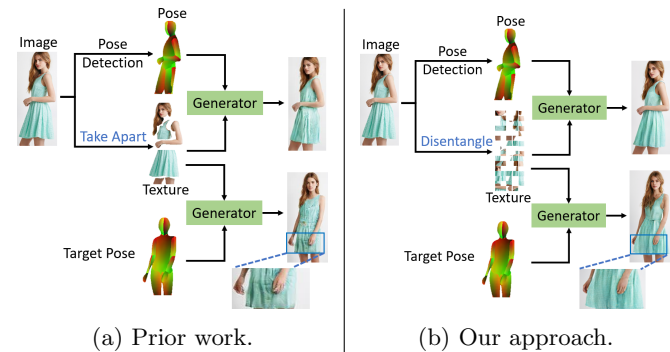 Image
Pose
Detection
Pose
Generator
Take Apart
Texture
Generator
Target Pose
(a) Prior work.
Image
Pose
Detection
Pose
Generator
Disentangle
Texture
Generator
Target Pose
(b) Our approach.